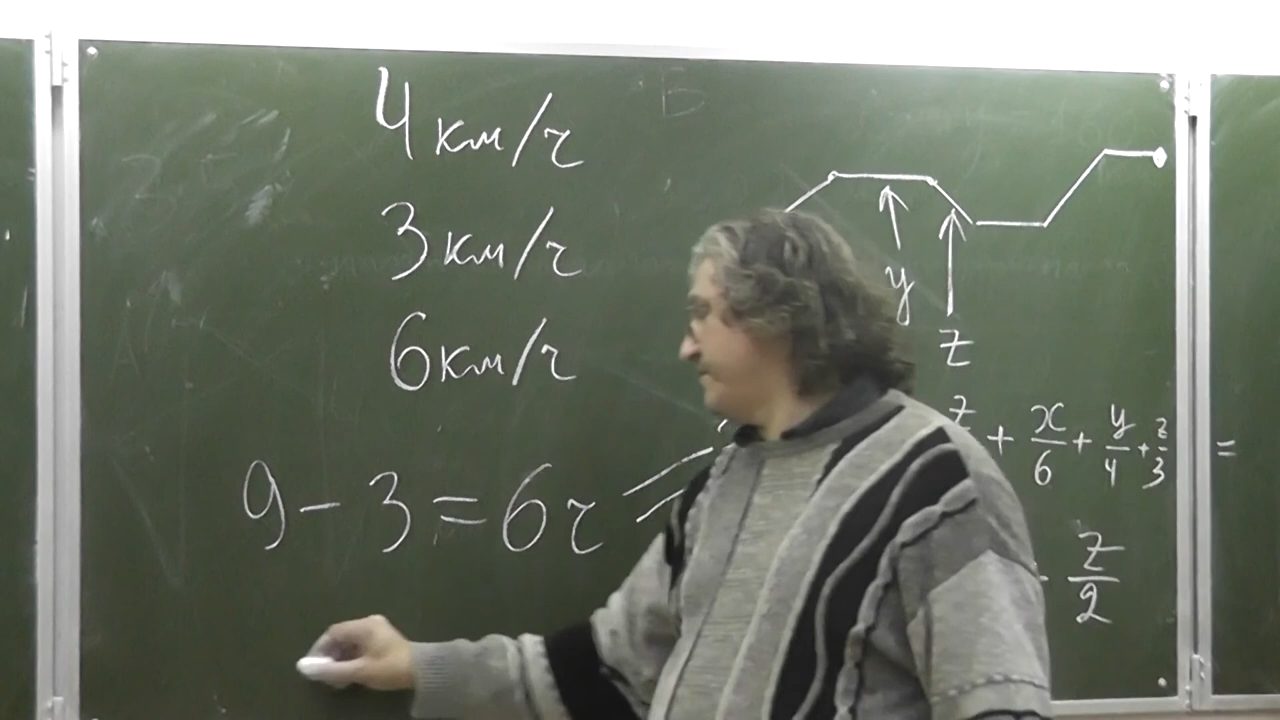 Б
4 км/ч
3 км/ч
6 км/ч
y
z
z + x/6 + y/4 + z/3 =
9 - 3 = 6ч
z/2